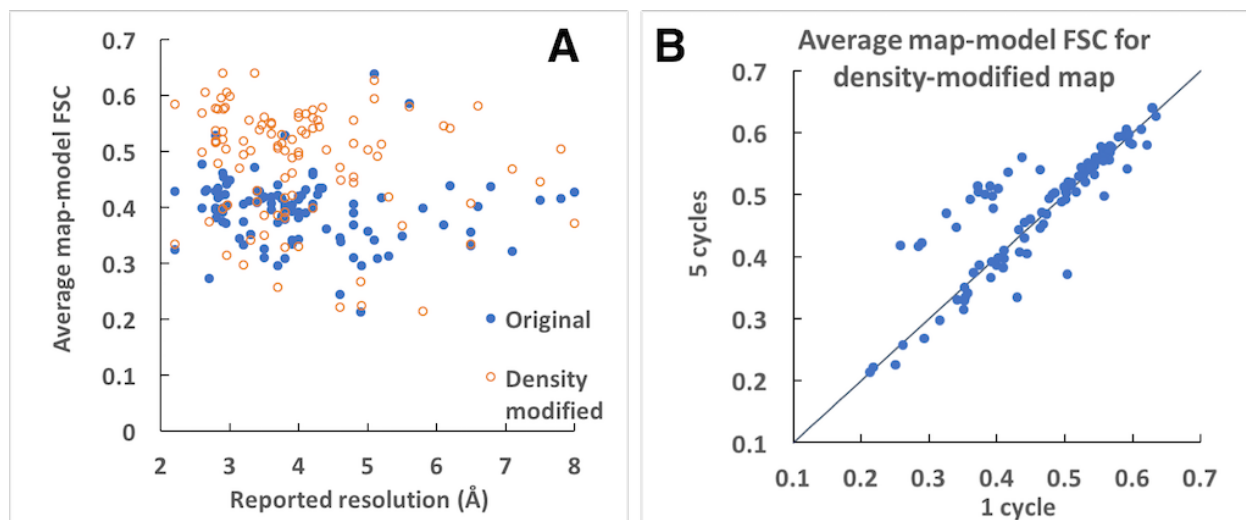 A
Average map-model FSC
0.7
0.6
0.5
0.4
0.3
0.2
0.1
0
2 3 4 5 6 7 8
Reported resolution (Å)
Original
Density
modified
B
Average map-model FSC for
density-modified map
5 cycles
0.7
0.6
0.5
0.4
0.3
0.2
0.1
0.1 0.2 0.3 0.4 0.5 0.6 0.7
1 cycle